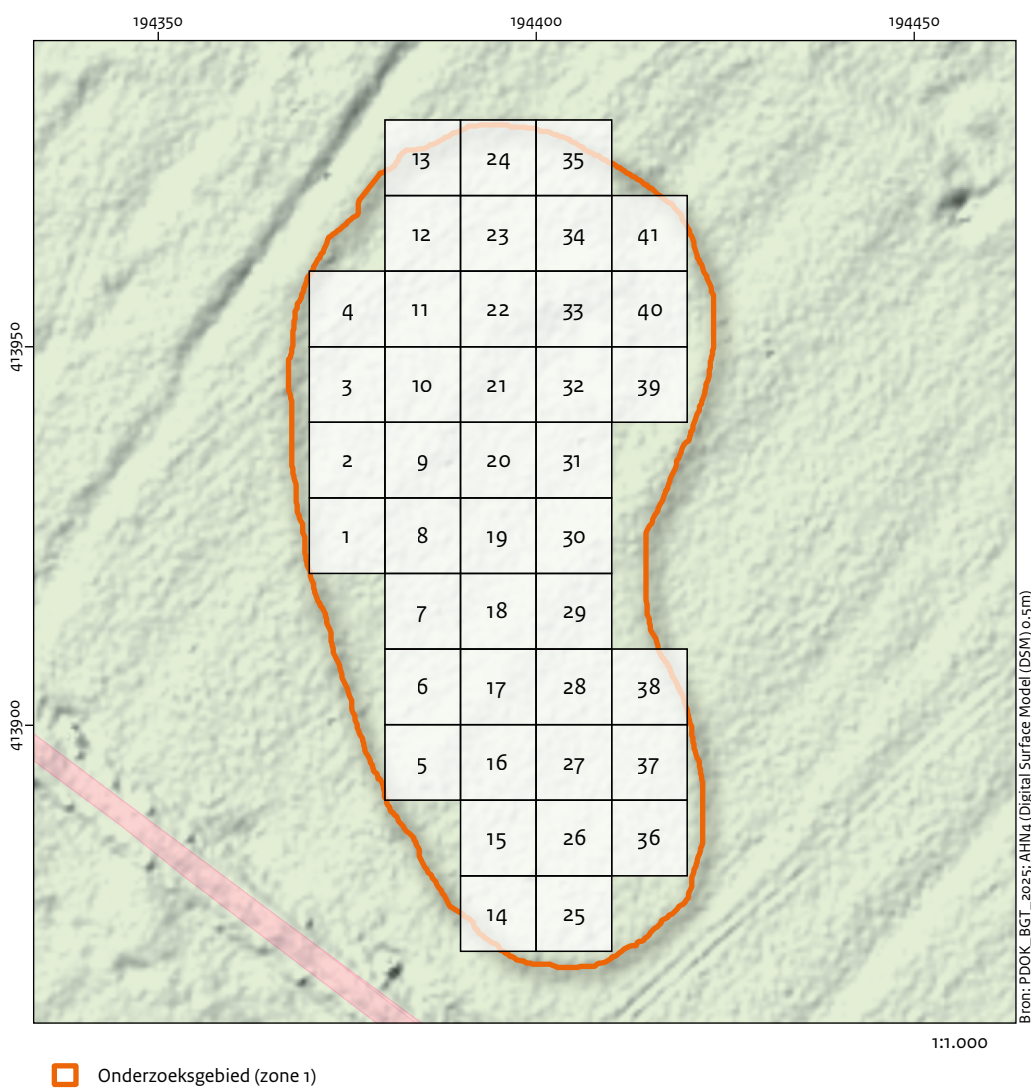 194350 194400 194450
13 24 35
12 23 34 41
4 11 22 33 40
413950
3 10 21 32 39
2 9 20 31
1 8 19 30
7 18 29
6 17 28 38
413900
5 16 27 37
15 26 36
14 25
Bron: PDOK_BGT_2025; AHN4 (Digital Surface Model (DSM) 0.5m)
1:1.000
Onderzoeksgebied (zone 1)